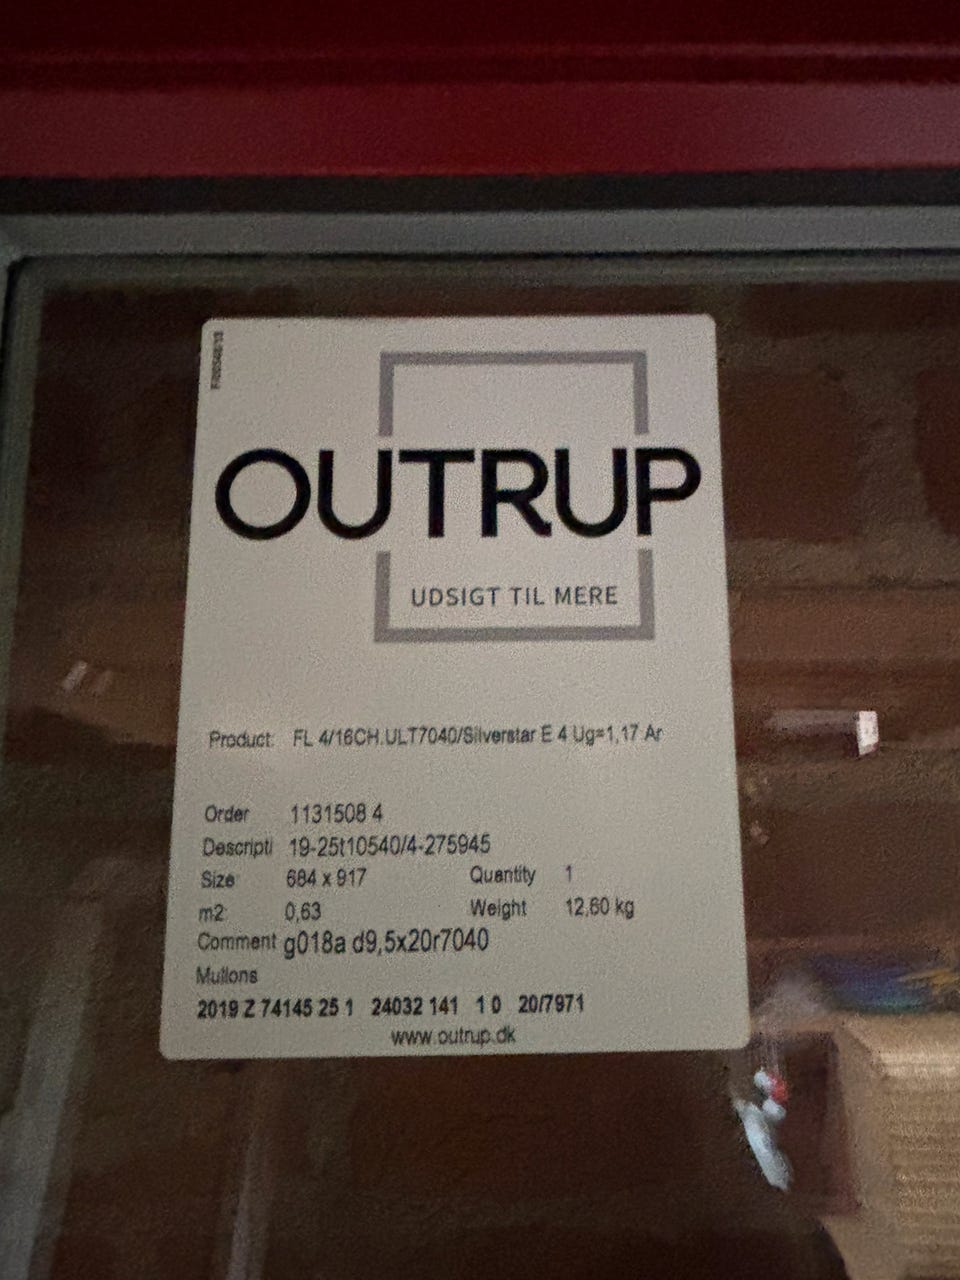 OUTRUP
UDSIGT TIL MERE
Product: FL 4/16CH.ULT7040/Silverstar E 4 Ug=1,17 Ar
Order 1131508 4
Descripti 19-25t10540/4-275945
Size 684 x 917 Quantity 1
m2: 0,63 Weight 12,60 kg
Comment g018a d9,5x20r7040
Mullons
2019 Z 74145 25 1 24032 141 1 0 20/7971
www.outrup.dk